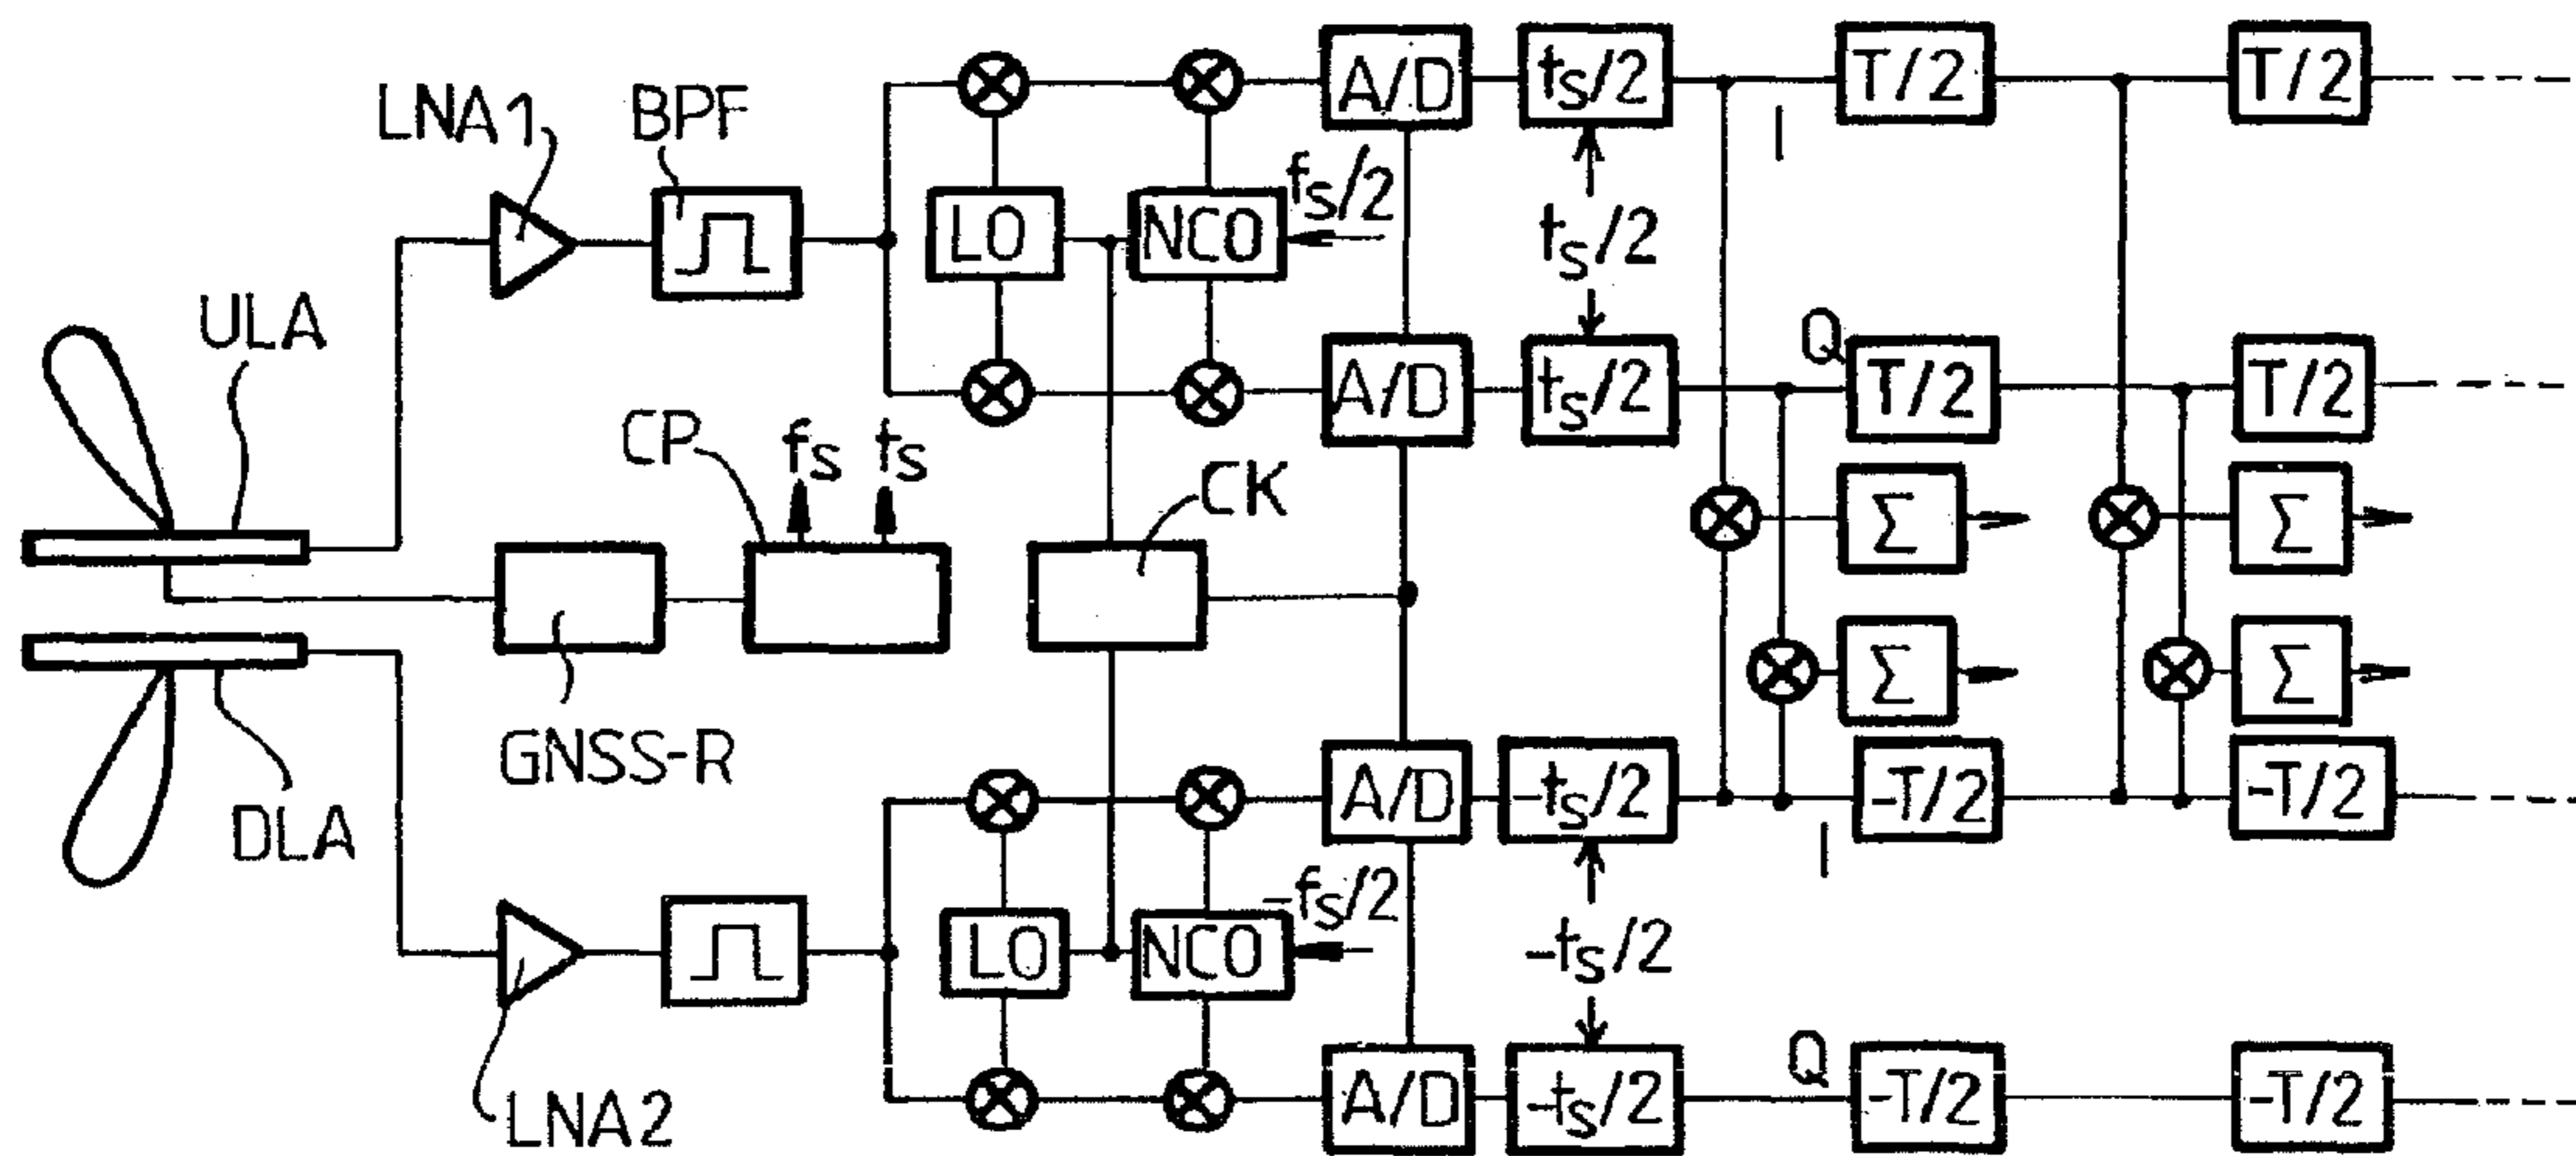 A/D
tₛ/2
T/2
T/2
LNA1
BPF
I
fₛ/2
LO
NCO
tₛ/2
ULA
Q
A/D
tₛ/2
T/2
T/2
CP
fₛ
tₛ
CK
Σ
Σ
Σ
Σ
GNSS-R
DLA
A/D
-tₛ/2
-T/2
-T/2
I
-fₛ/2
LO
NCO
-tₛ/2
Q
LNA2
A/D
-tₛ/2
-T/2
-T/2